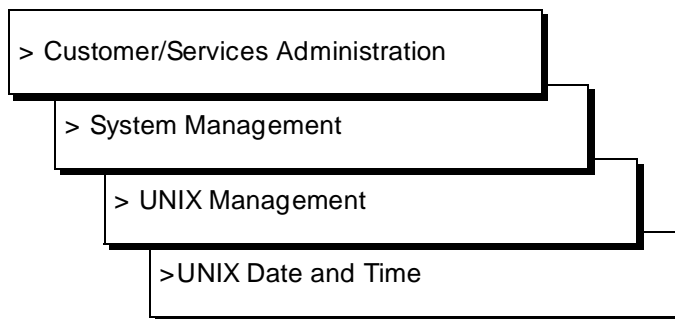 > Customer/Services Administration
> System Management
> UNIX Management
>UNIX Date and Time